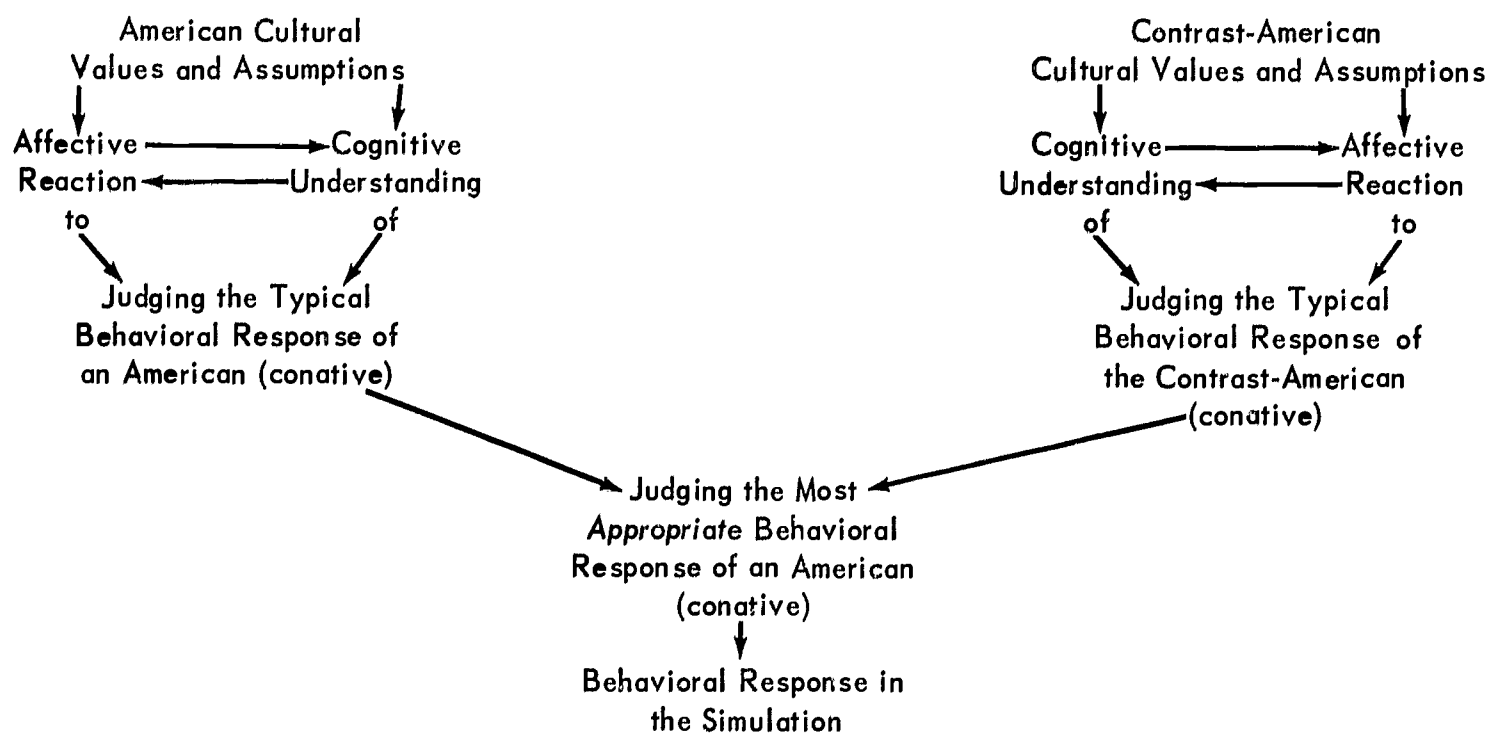 American Cultural
Values and Assumptions
Affective Cognitive
Reaction Understanding
to of
Judging the Typical
Behavioral Response of
an American (conative)
Contrast-American
Cultural Values and Assumptions
Cognitive Affective
Understanding Reaction
of to
Judging the Typical
Behavioral Response of
the Contrast-American
(conative)
Judging the Most
Appropriate Behavioral
Response of an American
(conative)
Behavioral Response in
the Simulation